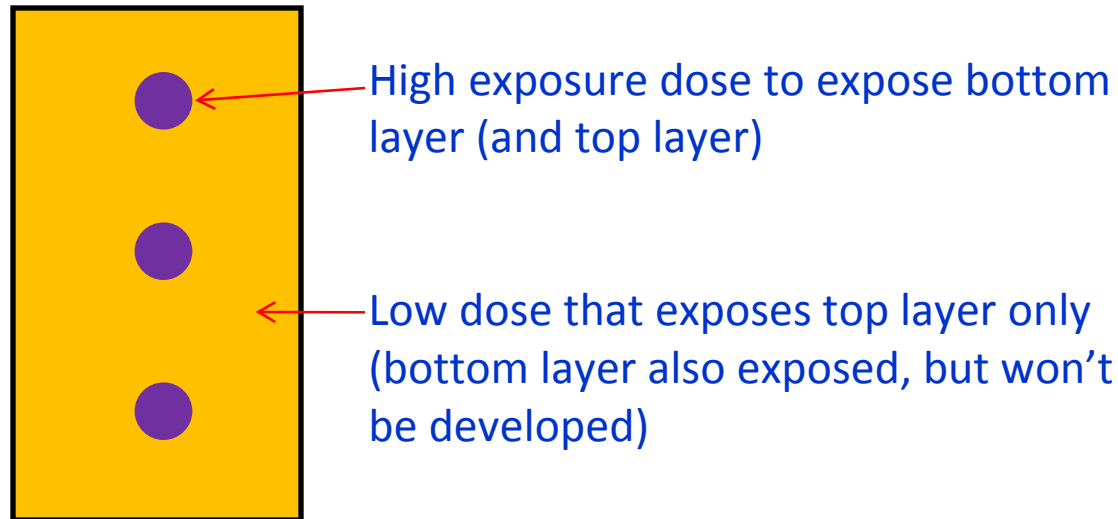 High exposure dose to expose bottom
layer (and top layer)
Low dose that exposes top layer only
(bottom layer also exposed, but won’t
be developed)